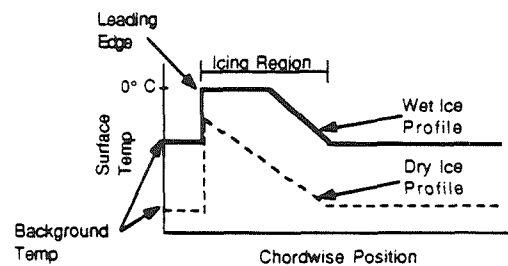 Leading
Edge
Icing Region
0° C
Wet Ice
Profile
Surface
Temp
Dry Ice
Profile
Background
Temp
Chordwise Position